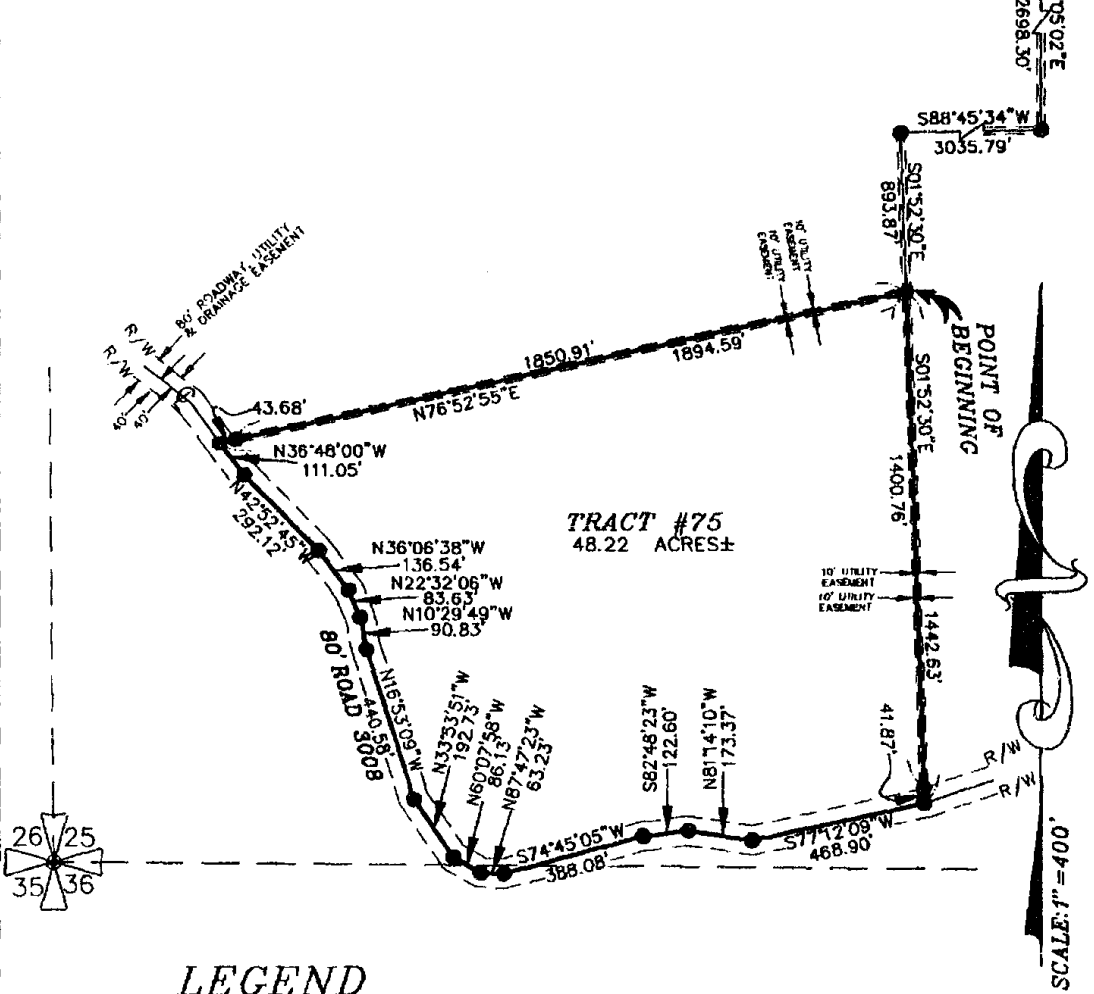 05'02"E
2698.30'
S88°45'34"W
3035.79'
S01°52'30"E
893.87'
80' ROADWAY, UTILITY
& DRAINAGE EASEMENT
R/W
R/W
40'
40'
10' UTILITY
EASEMENT
10' UTILITY
EASEMENT
1850.91'
1894.59'
N76°52'55"E
43.68'
POINT OF
BEGINNING
S01°52'30"E
1400.76'
N36°48'00"W
111.05'
N42°52'45"W
292.12'
TRACT #75
48.22 ACRES±
N36°06'38"W
136.54'
N22°32'06"W
83.63'
N10°29'49"W
90.83'
10' UTILITY
EASEMENT
10' UTILITY
EASEMENT
1442.63'
80' ROAD 3008
N16°53'09"W
440.58'
N33°53'51"W
192.73'
N60°07'58"W
86.13'
N87°47'23"W
63.23'
S82°48'23"W
122.60'
N81°14'10"W
173.37'
41.87'
R/W
R/W
S74°45'05"W
388.08'
S77°12'09"W
468.90'
26 25
35 36
SCALE: 1"=400'
LEGEND